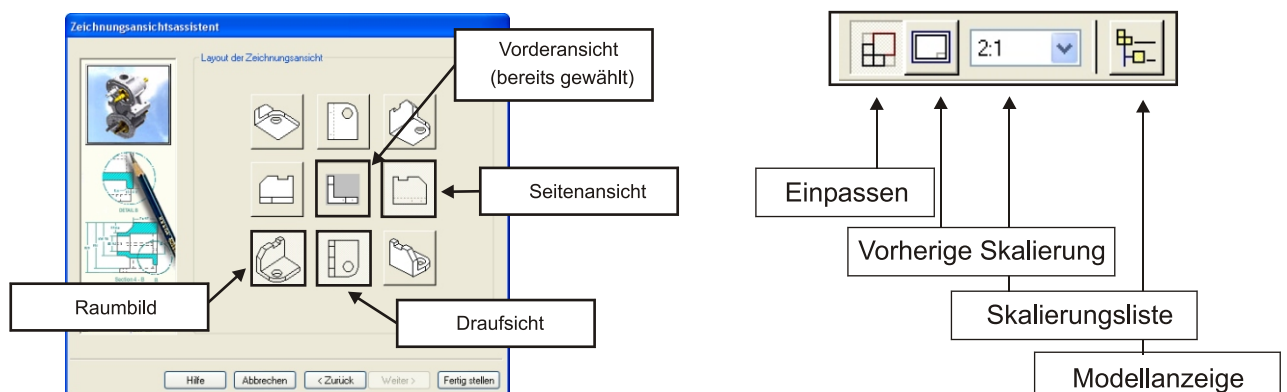 Zeichnungsansichtsassistent
Layout der Zeichnungsansicht
Vorderansicht
(bereits gewählt)
Seitenansicht
Raumbild
Draufsicht
DETAIL B
Hilfe
Abbrechen
< Zurück
Weiter >
Fertig stellen
2:1
Einpassen
Vorherige Skalierung
Skalierungsliste
Modellanzeige